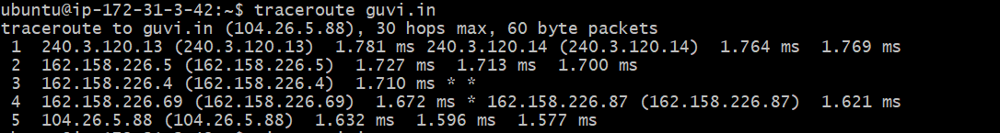 ubuntu@ip-172-31-3-42:~$ traceroute guvi.in
traceroute to guvi.in (104.26.5.88), 30 hops max, 60 byte packets
 1  240.3.120.13 (240.3.120.13)  1.781 ms 240.3.120.14 (240.3.120.14)  1.764 ms  1.769 ms
 2  162.158.226.5 (162.158.226.5)  1.727 ms  1.713 ms  1.700 ms
 3  162.158.226.4 (162.158.226.4)  1.710 ms * *
 4  162.158.226.69 (162.158.226.69)  1.672 ms * 162.158.226.87 (162.158.226.87)  1.621 ms
 5  104.26.5.88 (104.26.5.88)  1.632 ms  1.596 ms  1.577 ms